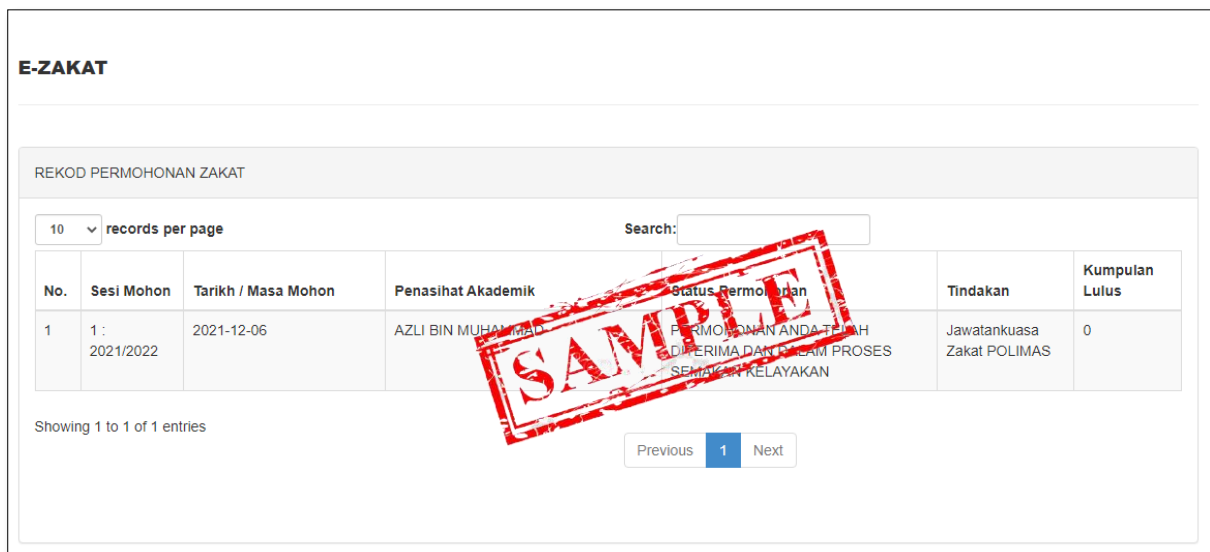 E-ZAKAT
REKOD PERMOHONAN ZAKAT
10 records per page
Search:
No. Sesi Mohon Tarikh / Masa Mohon Penasihat Akademik Status Permohonan Tindakan Kumpulan
Lulus
1 1 : 2021-12-06 AZLI BIN MUHAMMAD PERMOHONAN ANDA TELAH Jawatankuasa 0
2021/2022 DITERIMA DAN DALAM PROSES Zakat POLIMAS
SEMAKAN KELAYAKAN
SAMPLE
Showing 1 to 1 of 1 entries
Previous 1 Next